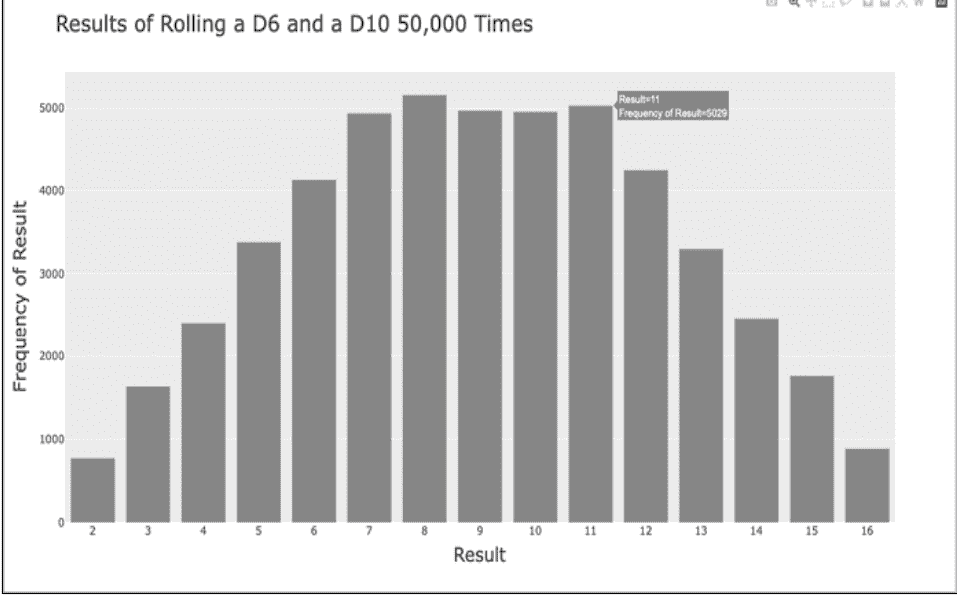 Results of Rolling a D6 and a D10 50,000 Times
Frequency of Result
5000
4000
3000
2000
1000
0
Result=11
Frequency of Result=5029
2 3 4 5 6 7 8 9 10 11 12 13 14 15 16
Result